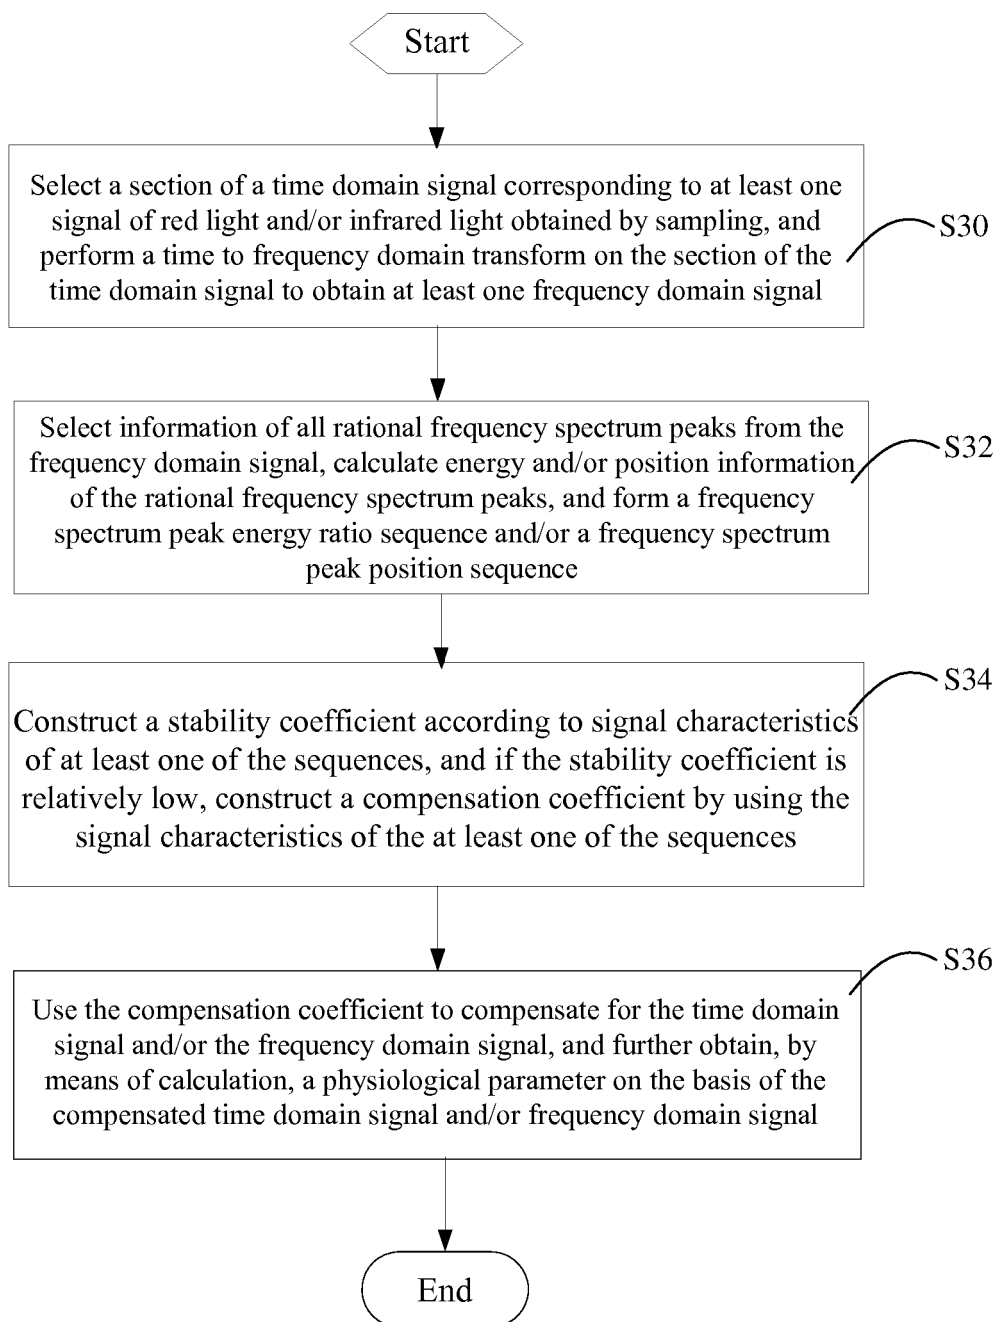 Start
Select a section of a time domain signal corresponding to at least one
signal of red light and/or infrared light obtained by sampling, and
perform a time to frequency domain transform on the section of the
time domain signal to obtain at least one frequency domain signal
S30
Select information of all rational frequency spectrum peaks from the
frequency domain signal, calculate energy and/or position information
of the rational frequency spectrum peaks, and form a frequency
spectrum peak energy ratio sequence and/or a frequency spectrum
peak position sequence
S32
Construct a stability coefficient according to signal characteristics
of at least one of the sequences, and if the stability coefficient is
relatively low, construct a compensation coefficient by using the
signal characteristics of the at least one of the sequences
S34
Use the compensation coefficient to compensate for the time domain
signal and/or the frequency domain signal, and further obtain, by
means of calculation, a physiological parameter on the basis of the
compensated time domain signal and/or frequency domain signal
S36
End